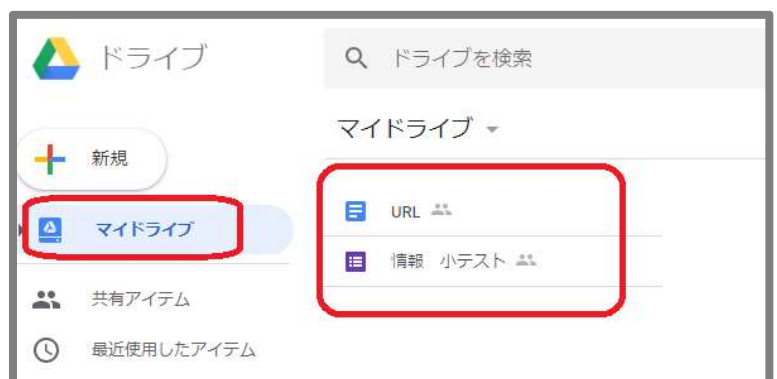 ドライブ
ドライブを検索
マイドライブ
新規
マイドライブ
URL
情報 小テスト
共有アイテム
最近使用したアイテム